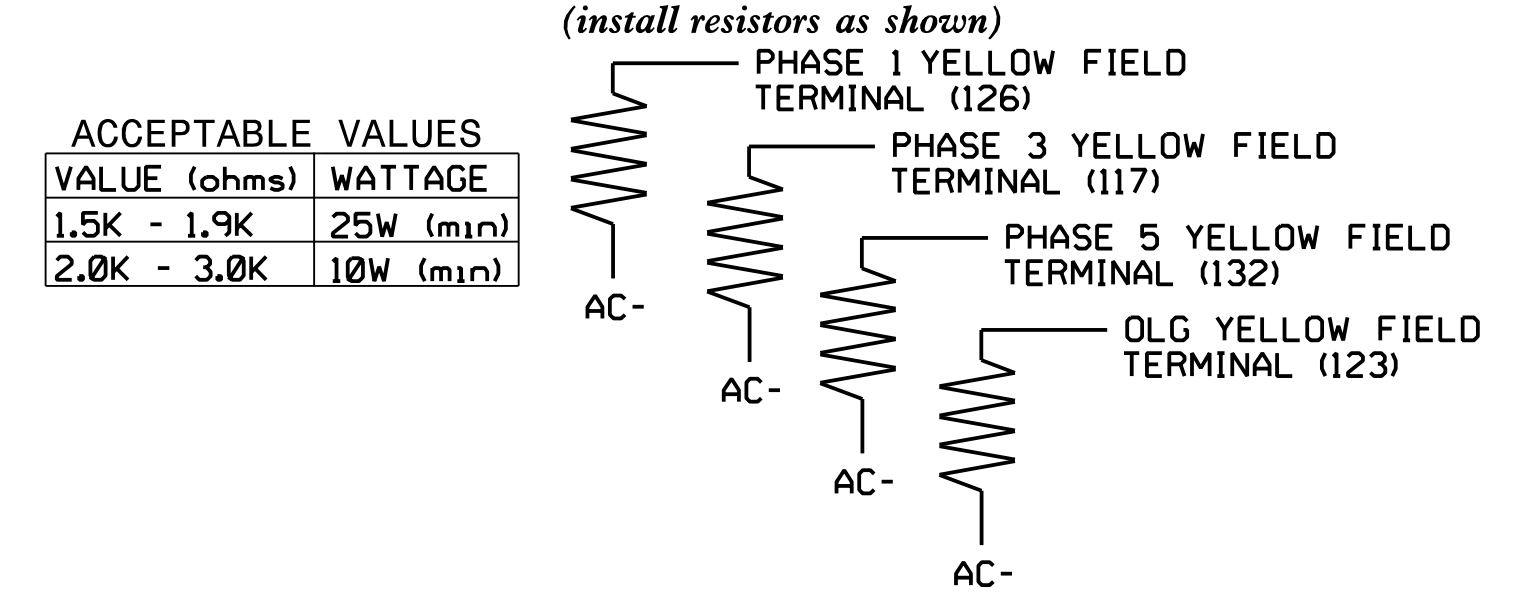 (install resistors as shown)
ACCEPTABLE VALUES
VALUE (ohms) WATTAGE
1.5K - 1.9K 25W (min)
2.0K - 3.0K 10W (min)
PHASE 1 YELLOW FIELD
TERMINAL (126)
AC-
PHASE 3 YELLOW FIELD
TERMINAL (117)
AC-
PHASE 5 YELLOW FIELD
TERMINAL (132)
AC-
OLG YELLOW FIELD
TERMINAL (123)
AC-